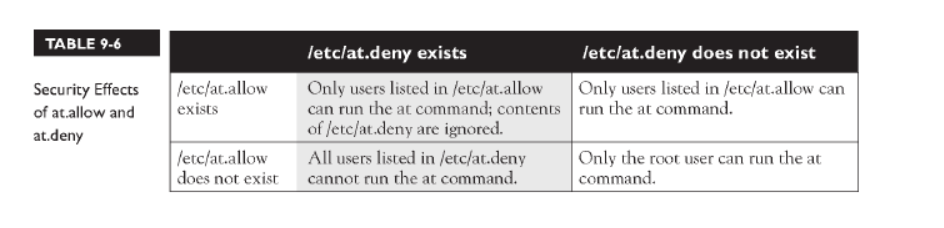 TABLE 9-6
Security Effects
of at.allow and
at.deny
/etc/at.deny exists
/etc/at.deny does not exist
/etc/at.allow
exists
Only users listed in /etc/at.allow
can run the at command; contents
of /etc/at.deny are ignored.
Only users listed in /etc/at.allow can
run the at command.
/etc/at.allow
does not exist
All users listed in /etc/at.deny
cannot run the at command.
Only the root user can run the at
command.